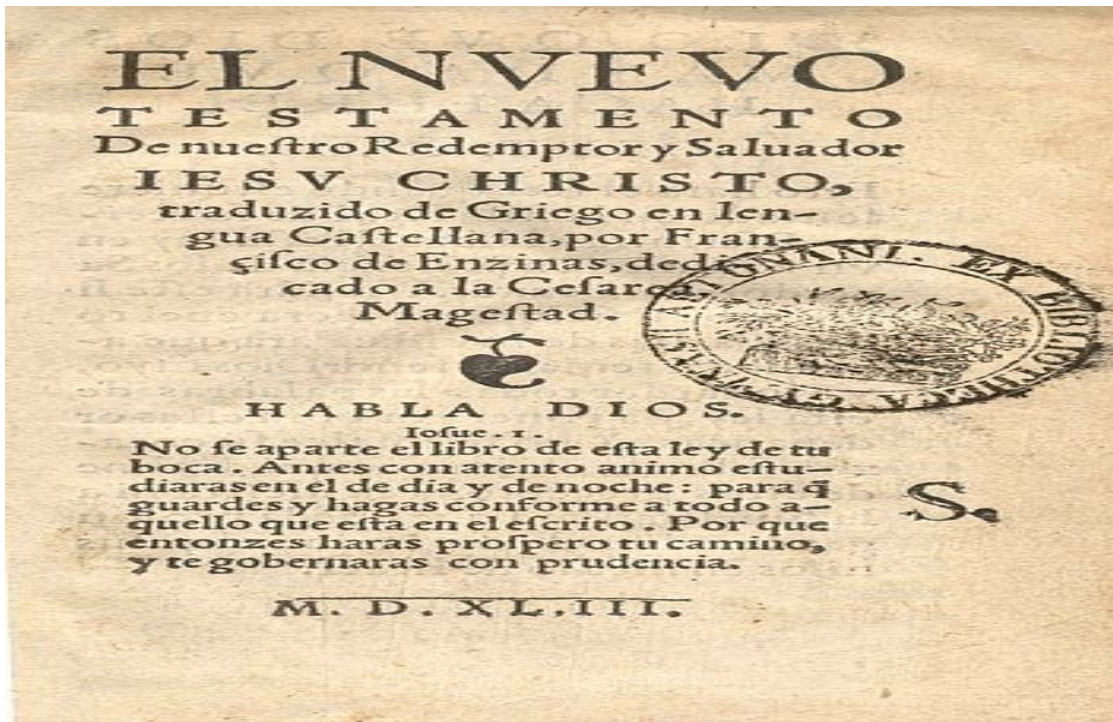 EL NVEVO
TESTAMENTO
De nueſtro Redemptor y Saluador
IESV CHRISTO,
traduzido de Griego en len-
gua Caſtellana, por Fran-
çiſco de Enzinas, dedi-
cado a la Ceſarea
Mageſtad.
HABLA DIOS.
Ioſue. 1.
No ſe aparte el libro de eſta ley de tu
boca. Antes con atento animo eſtu-
diaras en el de dia y de noche: para q̃
guardes y hagas conforme a todo a-
quello que eſta en el eſcrito. Por que
entonzes haras proſpero tu camino,
y te gobernaras con prudencia.
S.
M. D. XL.III.
EX BIBLIOTHECA